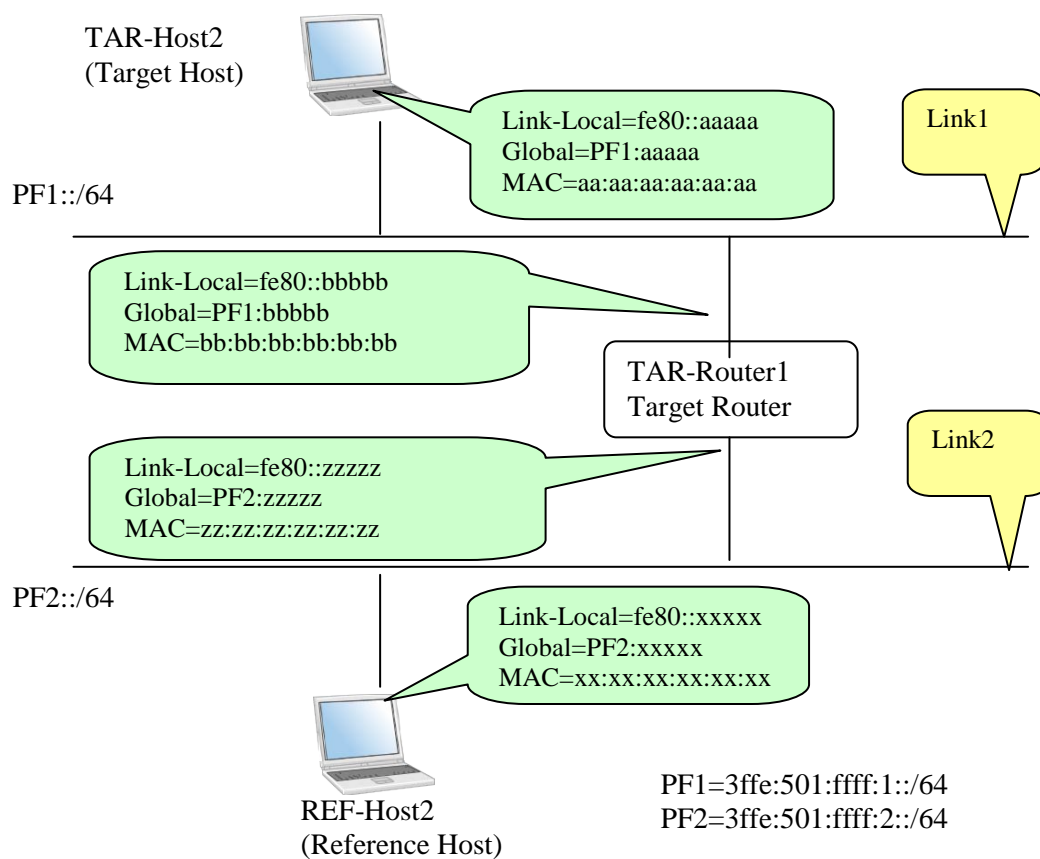 TAR-Host2
(Target Host)
Link-Local=fe80::aaaaa
Global=PF1:aaaaa
MAC=aa:aa:aa:aa:aa:aa
Link1
PF1::/64
Link-Local=fe80::bbbbb
Global=PF1:bbbbb
MAC=bb:bb:bb:bb:bb:bb
TAR-Router1
Target Router
Link2
Link-Local=fe80::zzzzz
Global=PF2:zzzzz
MAC=zz:zz:zz:zz:zz:zz
PF2::/64
Link-Local=fe80::xxxxx
Global=PF2:xxxxx
MAC=xx:xx:xx:xx:xx:xx
REF-Host2
(Reference Host)
PF1=3ffe:501:ffff:1::/64
PF2=3ffe:501:ffff:2::/64